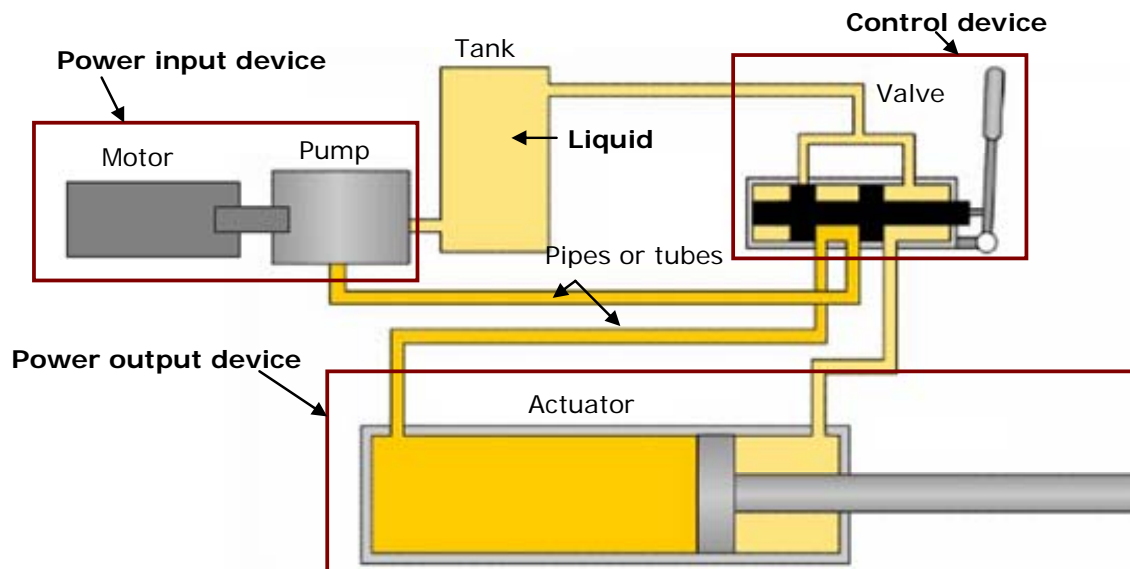 Control device
Tank
Power input device
Valve
Liquid
Motor
Pump
Pipes or tubes
Power output device
Actuator